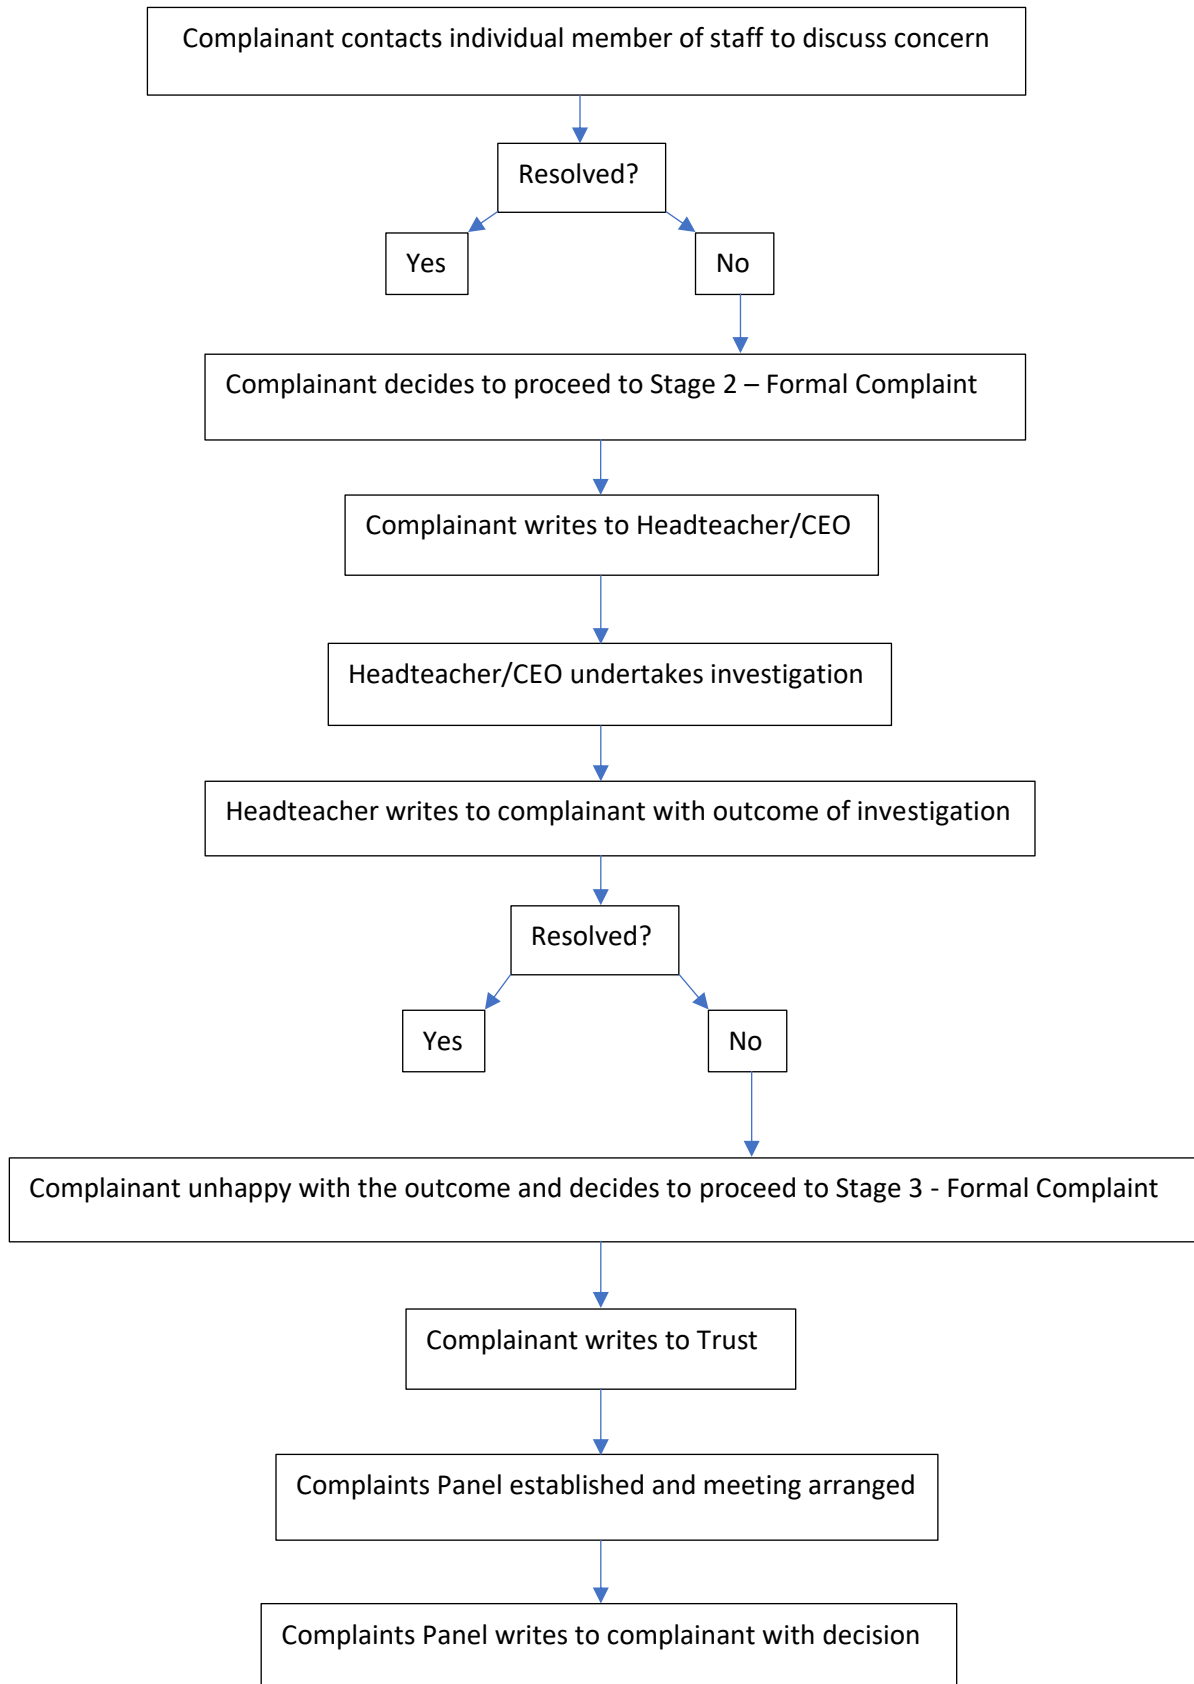 Complainant contacts individual member of staff to discuss concern
Resolved?
Yes
No
Complainant decides to proceed to Stage 2 – Formal Complaint
Complainant writes to Headteacher/CEO
Headteacher/CEO undertakes investigation
Headteacher writes to complainant with outcome of investigation
Resolved?
Yes
No
Complainant unhappy with the outcome and decides to proceed to Stage 3 - Formal Complaint
Complainant writes to Trust
Complaints Panel established and meeting arranged
Complaints Panel writes to complainant with decision